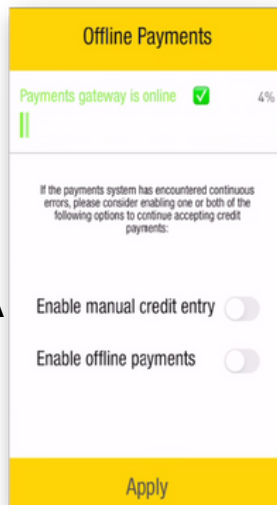 Offline Payments
Payments gateway is online ✅ 4%
If the payments system has encountered continuous
errors, please consider enabling one or both of the
following options to continue accepting credit
payments:
Enable manual credit entry
Enable offline payments
Apply